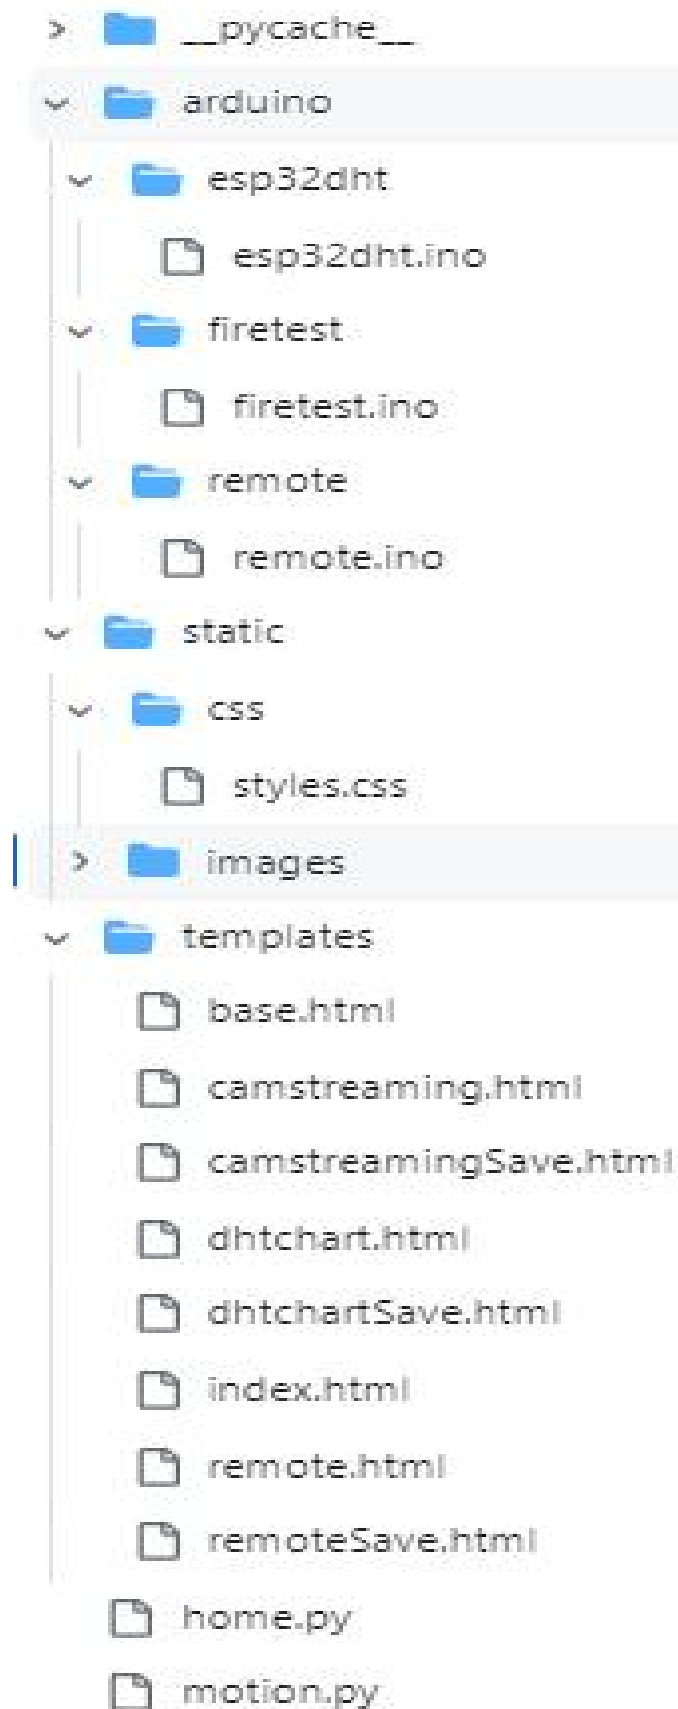 __pycache__
arduino
esp32dht
esp32dht.ino
firetest
firetest.ino
remote
remote.ino
static
css
styles.css
images
templates
base.html
camstreaming.html
camstreamingSave.html
dhtchart.html
dhtchartSave.html
index.html
remote.html
remoteSave.html
home.py
motion.py